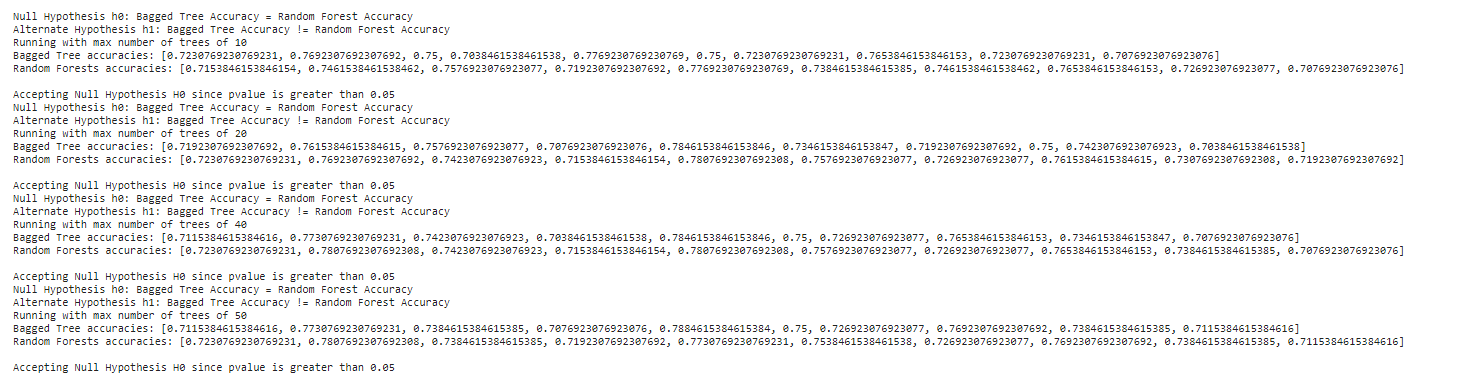 Null Hypothesis h0: Bagged Tree Accuracy = Random Forest Accuracy
Alternate Hypothesis h1: Bagged Tree Accuracy != Random Forest Accuracy
Running with max number of trees of 10
Bagged Tree accuracies: [0.7230769230769231, 0.7692307692307692, 0.75, 0.7038461538461538, 0.7769230769230769, 0.75, 0.7230769230769231, 0.7653846153846153, 0.7230769230769231, 0.7076923076923076]
Random Forests accuracies: [0.7153846153846154, 0.7461538461538462, 0.7576923076923077, 0.7192307692307692, 0.7769230769230769, 0.7384615384615385, 0.7461538461538462, 0.7653846153846153, 0.726923076923077, 0.7076923076923076]
Accepting Null Hypothesis H0 since pvalue is greater than 0.05
Null Hypothesis h0: Bagged Tree Accuracy = Random Forest Accuracy
Alternate Hypothesis h1: Bagged Tree Accuracy != Random Forest Accuracy
Running with max number of trees of 20
Bagged Tree accuracies: [0.7192307692307692, 0.7615384615384615, 0.7576923076923077, 0.7076923076923076, 0.7846153846153846, 0.7346153846153847, 0.7192307692307692, 0.75, 0.7423076923076923, 0.7038461538461538]
Random Forests accuracies: [0.7230769230769231, 0.7692307692307692, 0.7423076923076923, 0.7153846153846154, 0.7807692307692308, 0.7576923076923077, 0.726923076923077, 0.7615384615384615, 0.7307692307692308, 0.7192307692307692]
Accepting Null Hypothesis H0 since pvalue is greater than 0.05
Null Hypothesis h0: Bagged Tree Accuracy = Random Forest Accuracy
Alternate Hypothesis h1: Bagged Tree Accuracy != Random Forest Accuracy
Running with max number of trees of 40
Bagged Tree accuracies: [0.7115384615384616, 0.7730769230769231, 0.7423076923076923, 0.7038461538461538, 0.7846153846153846, 0.75, 0.726923076923077, 0.7653846153846153, 0.7346153846153847, 0.7076923076923076]
Random Forests accuracies: [0.7230769230769231, 0.7807692307692308, 0.7423076923076923, 0.7153846153846154, 0.7807692307692308, 0.7576923076923077, 0.726923076923077, 0.7653846153846153, 0.7384615384615385, 0.7076923076923076]
Accepting Null Hypothesis H0 since pvalue is greater than 0.05
Null Hypothesis h0: Bagged Tree Accuracy = Random Forest Accuracy
Alternate Hypothesis h1: Bagged Tree Accuracy != Random Forest Accuracy
Running with max number of trees of 50
Bagged Tree accuracies: [0.7115384615384616, 0.7730769230769231, 0.7384615384615385, 0.7076923076923076, 0.7884615384615384, 0.75, 0.726923076923077, 0.7692307692307692, 0.7384615384615385, 0.7115384615384616]
Random Forests accuracies: [0.7230769230769231, 0.7807692307692308, 0.7384615384615385, 0.7192307692307692, 0.7730769230769231, 0.7538461538461538, 0.726923076923077, 0.7692307692307692, 0.7384615384615385, 0.7115384615384616]
Accepting Null Hypothesis H0 since pvalue is greater than 0.05